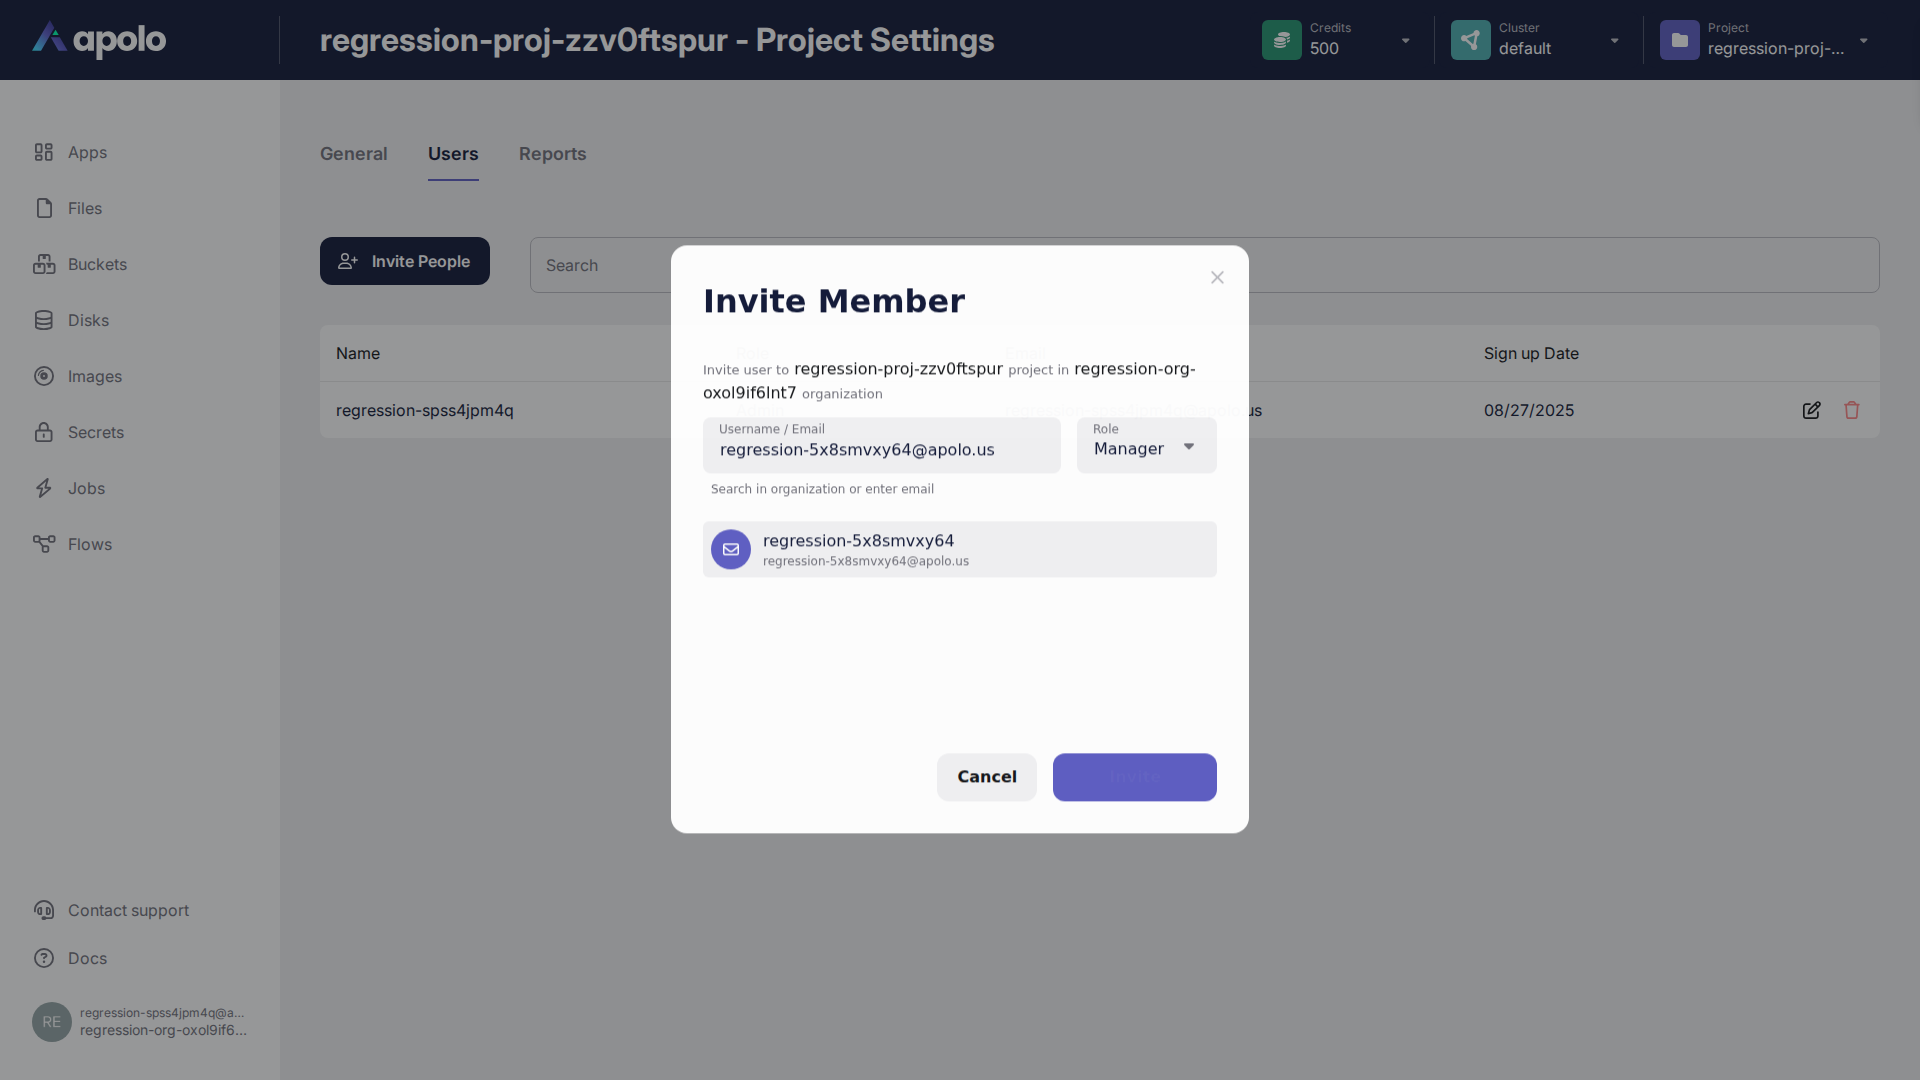 apolo
regression-proj-zzv0ftspur - Project Settings
Credits
500
Cluster
default
Project
regression-proj-...
Apps
Files
Buckets
Disks
Images
Secrets
Jobs
Flows
Contact support
Docs
RE
regression-spss4jpm4q@a...
regression-org-oxol9if6...
General
Users
Reports
Invite People
Search
Name
Role
Email
Sign up Date
regression-spss4jpm4q
us
08/27/2025
Invite Member
Invite user to regression-proj-zzv0ftspur project in regression-org-
oxol9if6lnt7 organization
Username / Email
regression-5x8smvxy64@apolo.us
Role
Manager
Search in organization or enter email
regression-5x8smvxy64
regression-5x8smvxy64@apolo.us
Cancel
Invite